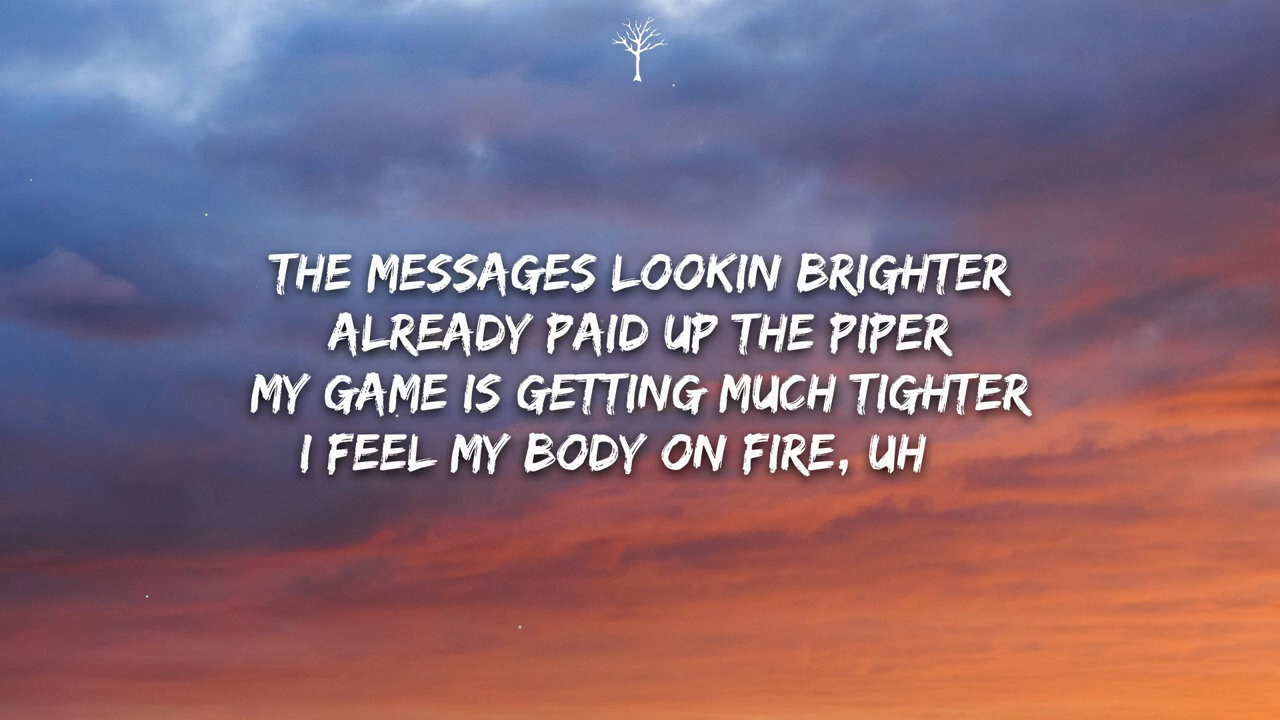 THE MESSAGES LOOKIN BRIGHTER
ALREADY PAID UP THE PIPER
MY GAME IS GETTING MUCH TIGHTER
I FEEL MY BODY ON FIRE, UH